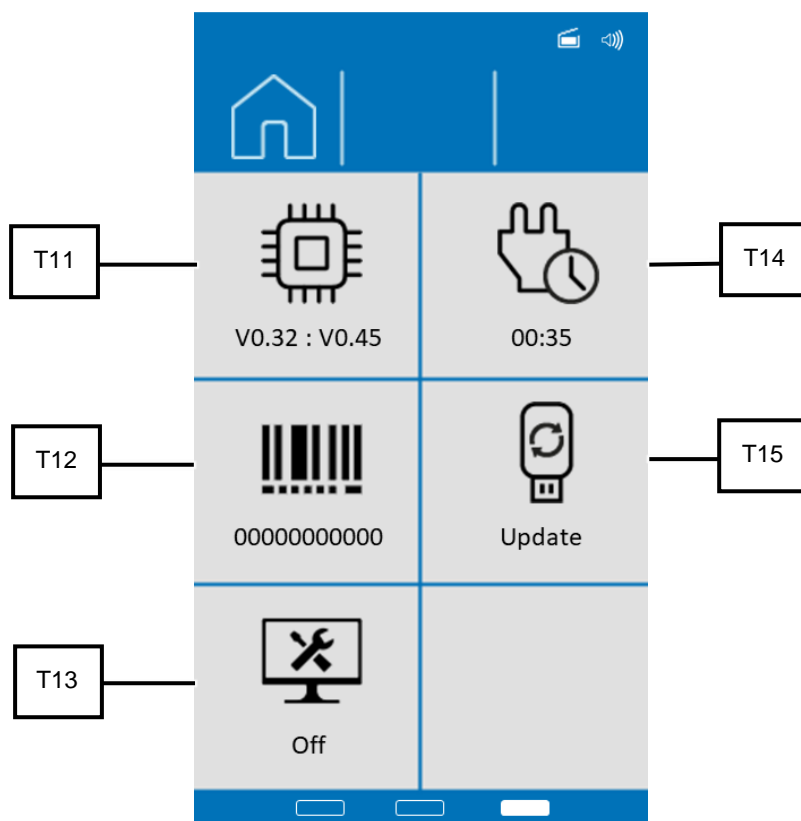 T11
V0.32 : V0.45
T14
00:35
T12
00000000000
T15
Update
T13
Off